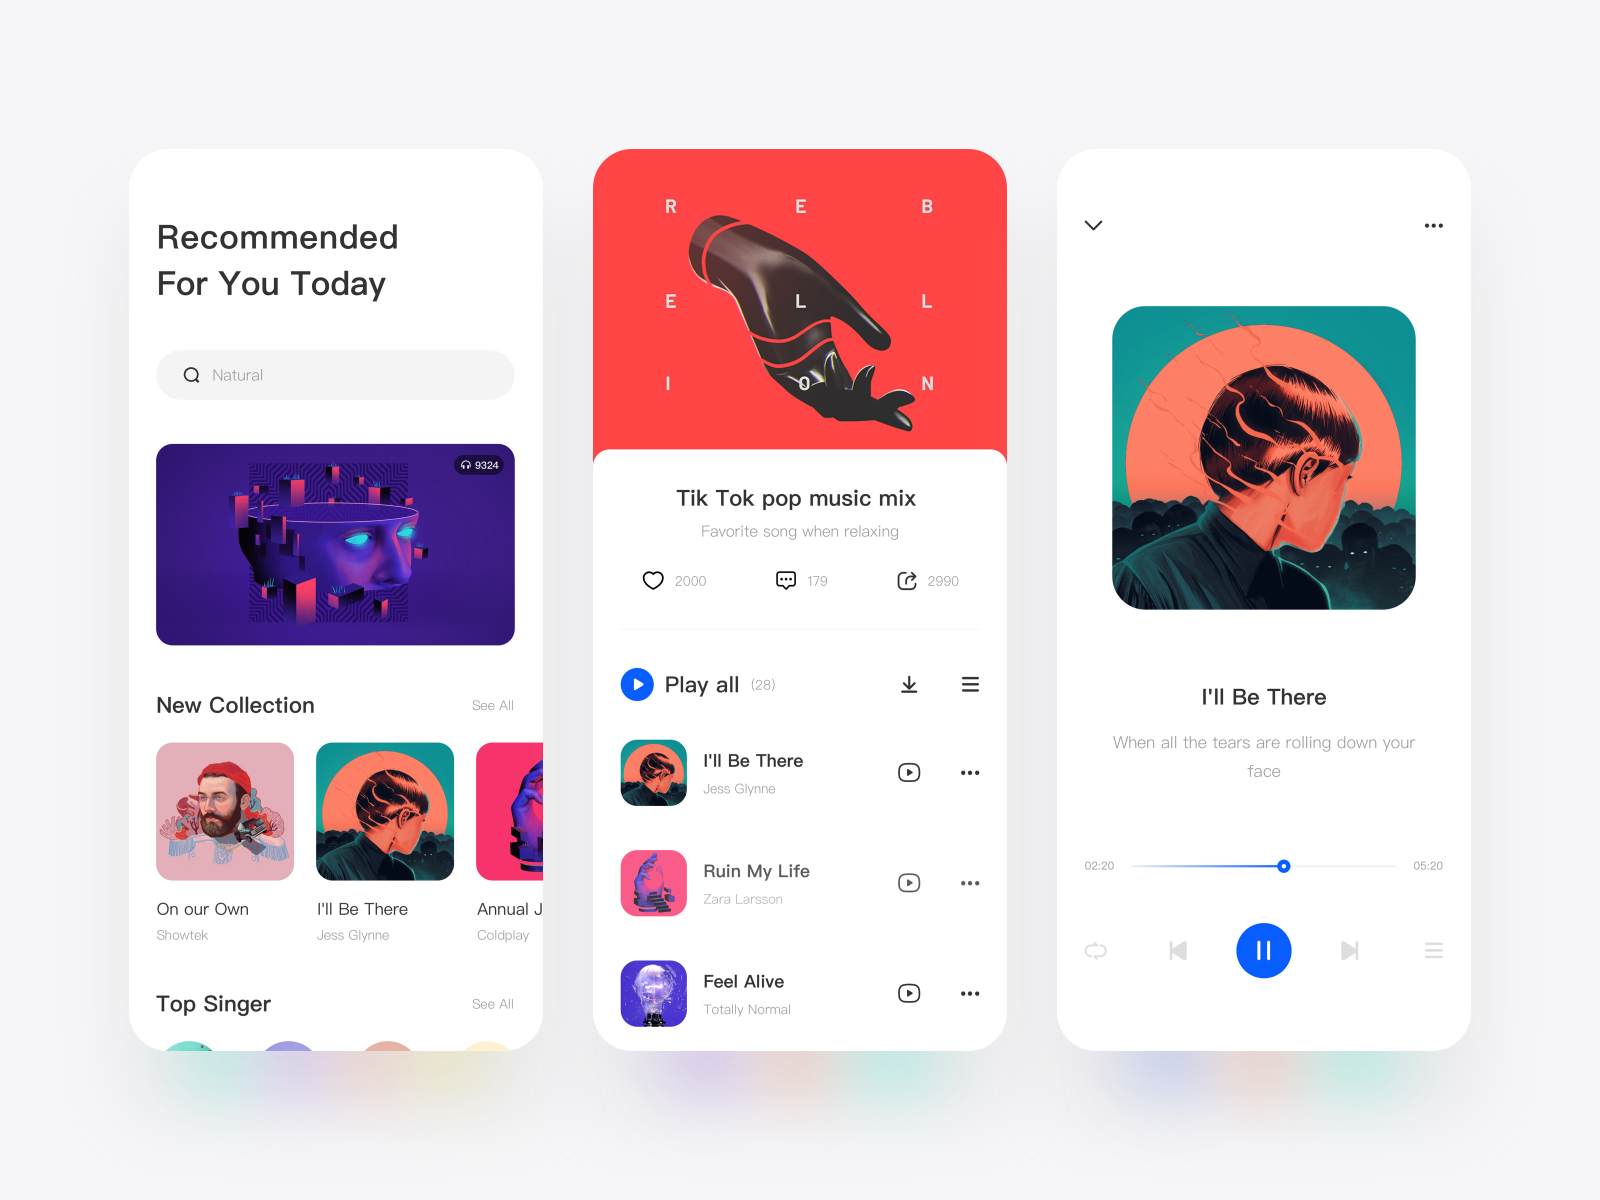 Recommended
For You Today
Natural
9324
New Collection
See All
On our Own
Showtek
I'll Be There
Jess Glynne
Annual J
Coldplay
Top Singer
See All
R E B
E L L
I O N
Tik Tok pop music mix
Favorite song when relaxing
2000
179
2990
Play all (28)
I'll Be There
Jess Glynne
Ruin My Life
Zara Larsson
Feel Alive
Totally Normal
I'll Be There
When all the tears are rolling down your
face
02:20
05:20